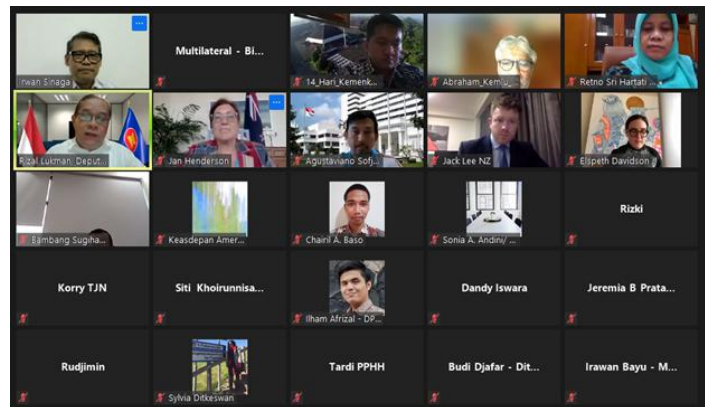 Irwan Sinaga
Multilateral - Bi...
14_Hari_Kemenk...
Abraham_Kemlu_...
Retno Sri Hartati ...
Rizal Lukman, Deput...
Jan Henderson
Agustaviano Sofj...
Jack Lee NZ
Elspeth Davidson
Bambang Sugiha...
Keasdepan Amer...
Chairil A. Baso
Sonia A. Andini/ ...
Rizki
Korry TJN
Siti Khoirunnisa...
Ilham Afrizal - DP...
Dandy Iswara
Jeremia B Prata...
Rudjimin
Sylvia Ditkeswan
Tardi PPHH
Budi Djafar - Dit...
Irawan Bayu - M...